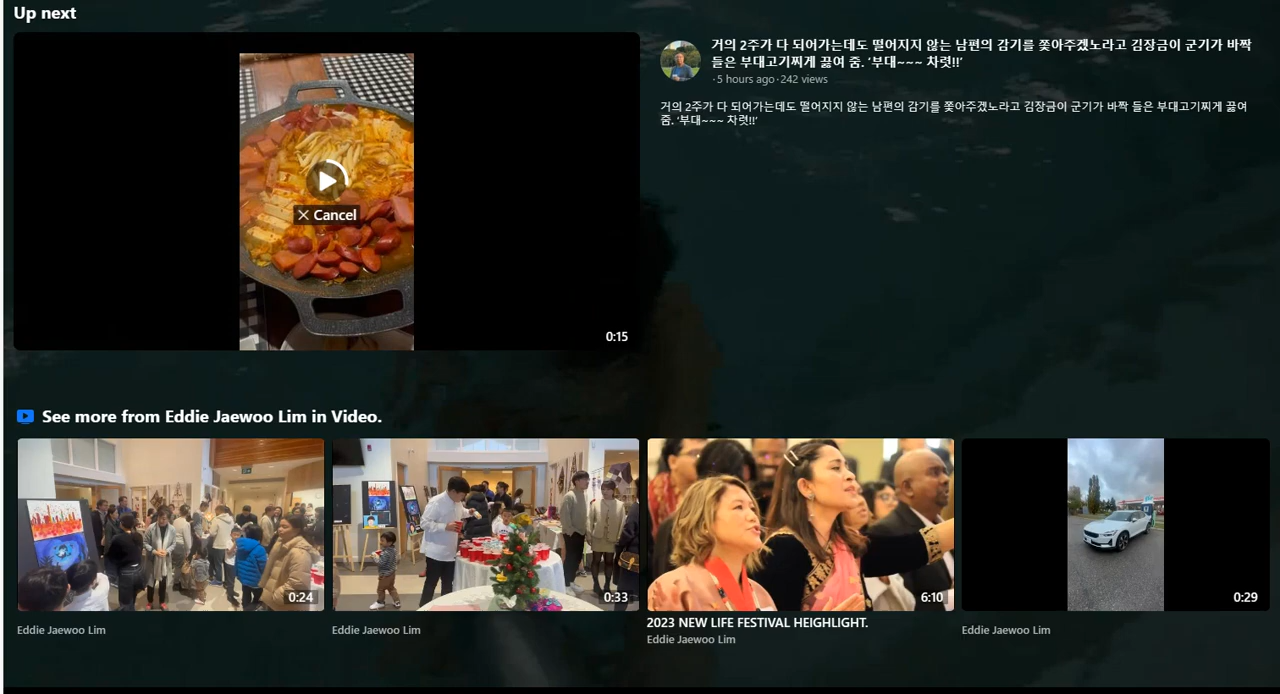 Up next
거의 2주가 다 되어가는데도 떨어지지 않는 남편의 감기를 쫓아주겠노라고 김장금이 군기가 바짝
들은 부대고기찌게 끓여 줌. '부대~~~ 차렷!!'
· 5 hours ago · 242 views
거의 2주가 다 되어가는데도 떨어지지 않는 남편의 감기를 쫓아주겠노라고 김장금이 군기가 바짝 들은 부대고기찌게 끓여
줌. '부대~~~ 차렷!!'
Cancel
0:15
See more from Eddie Jaewoo Lim in Video.
0:24
0:33
6:10
0:29
Eddie Jaewoo Lim
Eddie Jaewoo Lim
2023 NEW LIFE FESTIVAL HEIGHLIGHT.
Eddie Jaewoo Lim
Eddie Jaewoo Lim